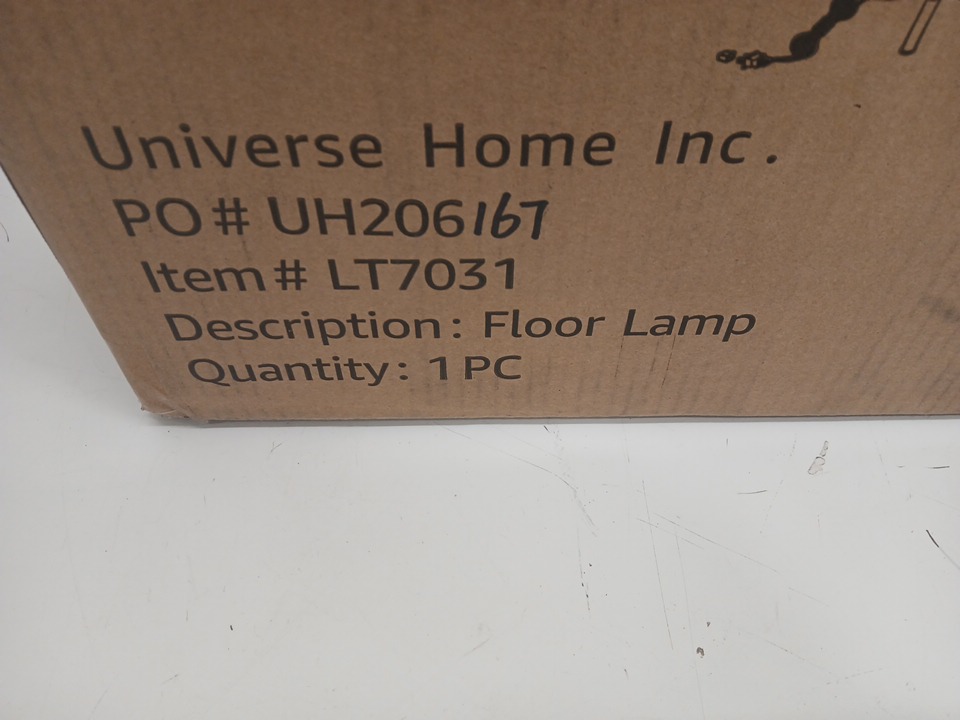 Universe Home Inc.
PO# UH206167
Item# LT7031
Description: Floor Lamp
Quantity: 1PC